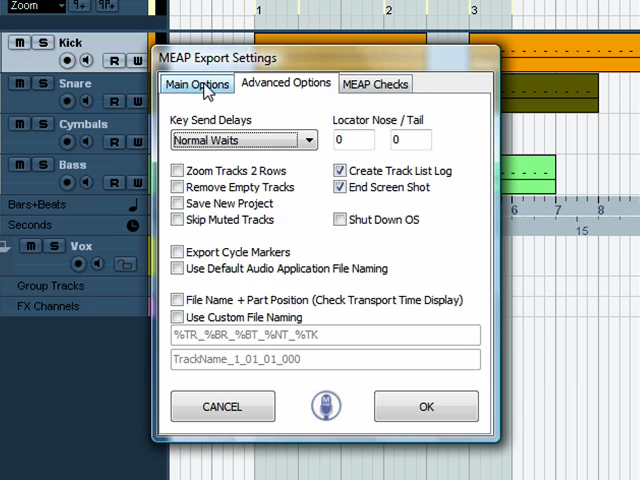 Zoom
1
2
3
M S Kick
R W
MEAP Export Settings
Main Options Advanced Options MEAP Checks
M S Snare
R W
Key Send Delays Locator Nose / Tail
M S Cymbals
Normal Waits 0 0
R W
M S Bass
Zoom Tracks 2 Rows Create Track List Log
R W
Remove Empty Tracks End Screen Shot
Save New Project
Bars+Beats
6 7 8
Skip Muted Tracks Shut Down OS
Seconds
15
M S Vox
Export Cycle Markers
Use Default Audio Application File Naming
Group Tracks
File Name + Part Position (Check Transport Time Display)
FX Channels
Use Custom File Naming
%TR_%BR_%BT_%NT_%TK
TrackName_1_01_01_000
CANCEL M OK